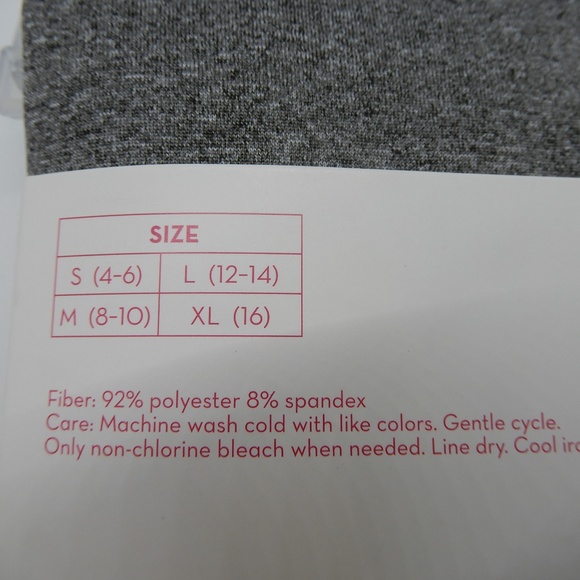 SIZE
S (4-6) L (12-14)
M (8-10) XL (16)
Fiber: 92% polyester 8% spandex
Care: Machine wash cold with like colors. Gentle cycle.
Only non-chlorine bleach when needed. Line dry. Cool